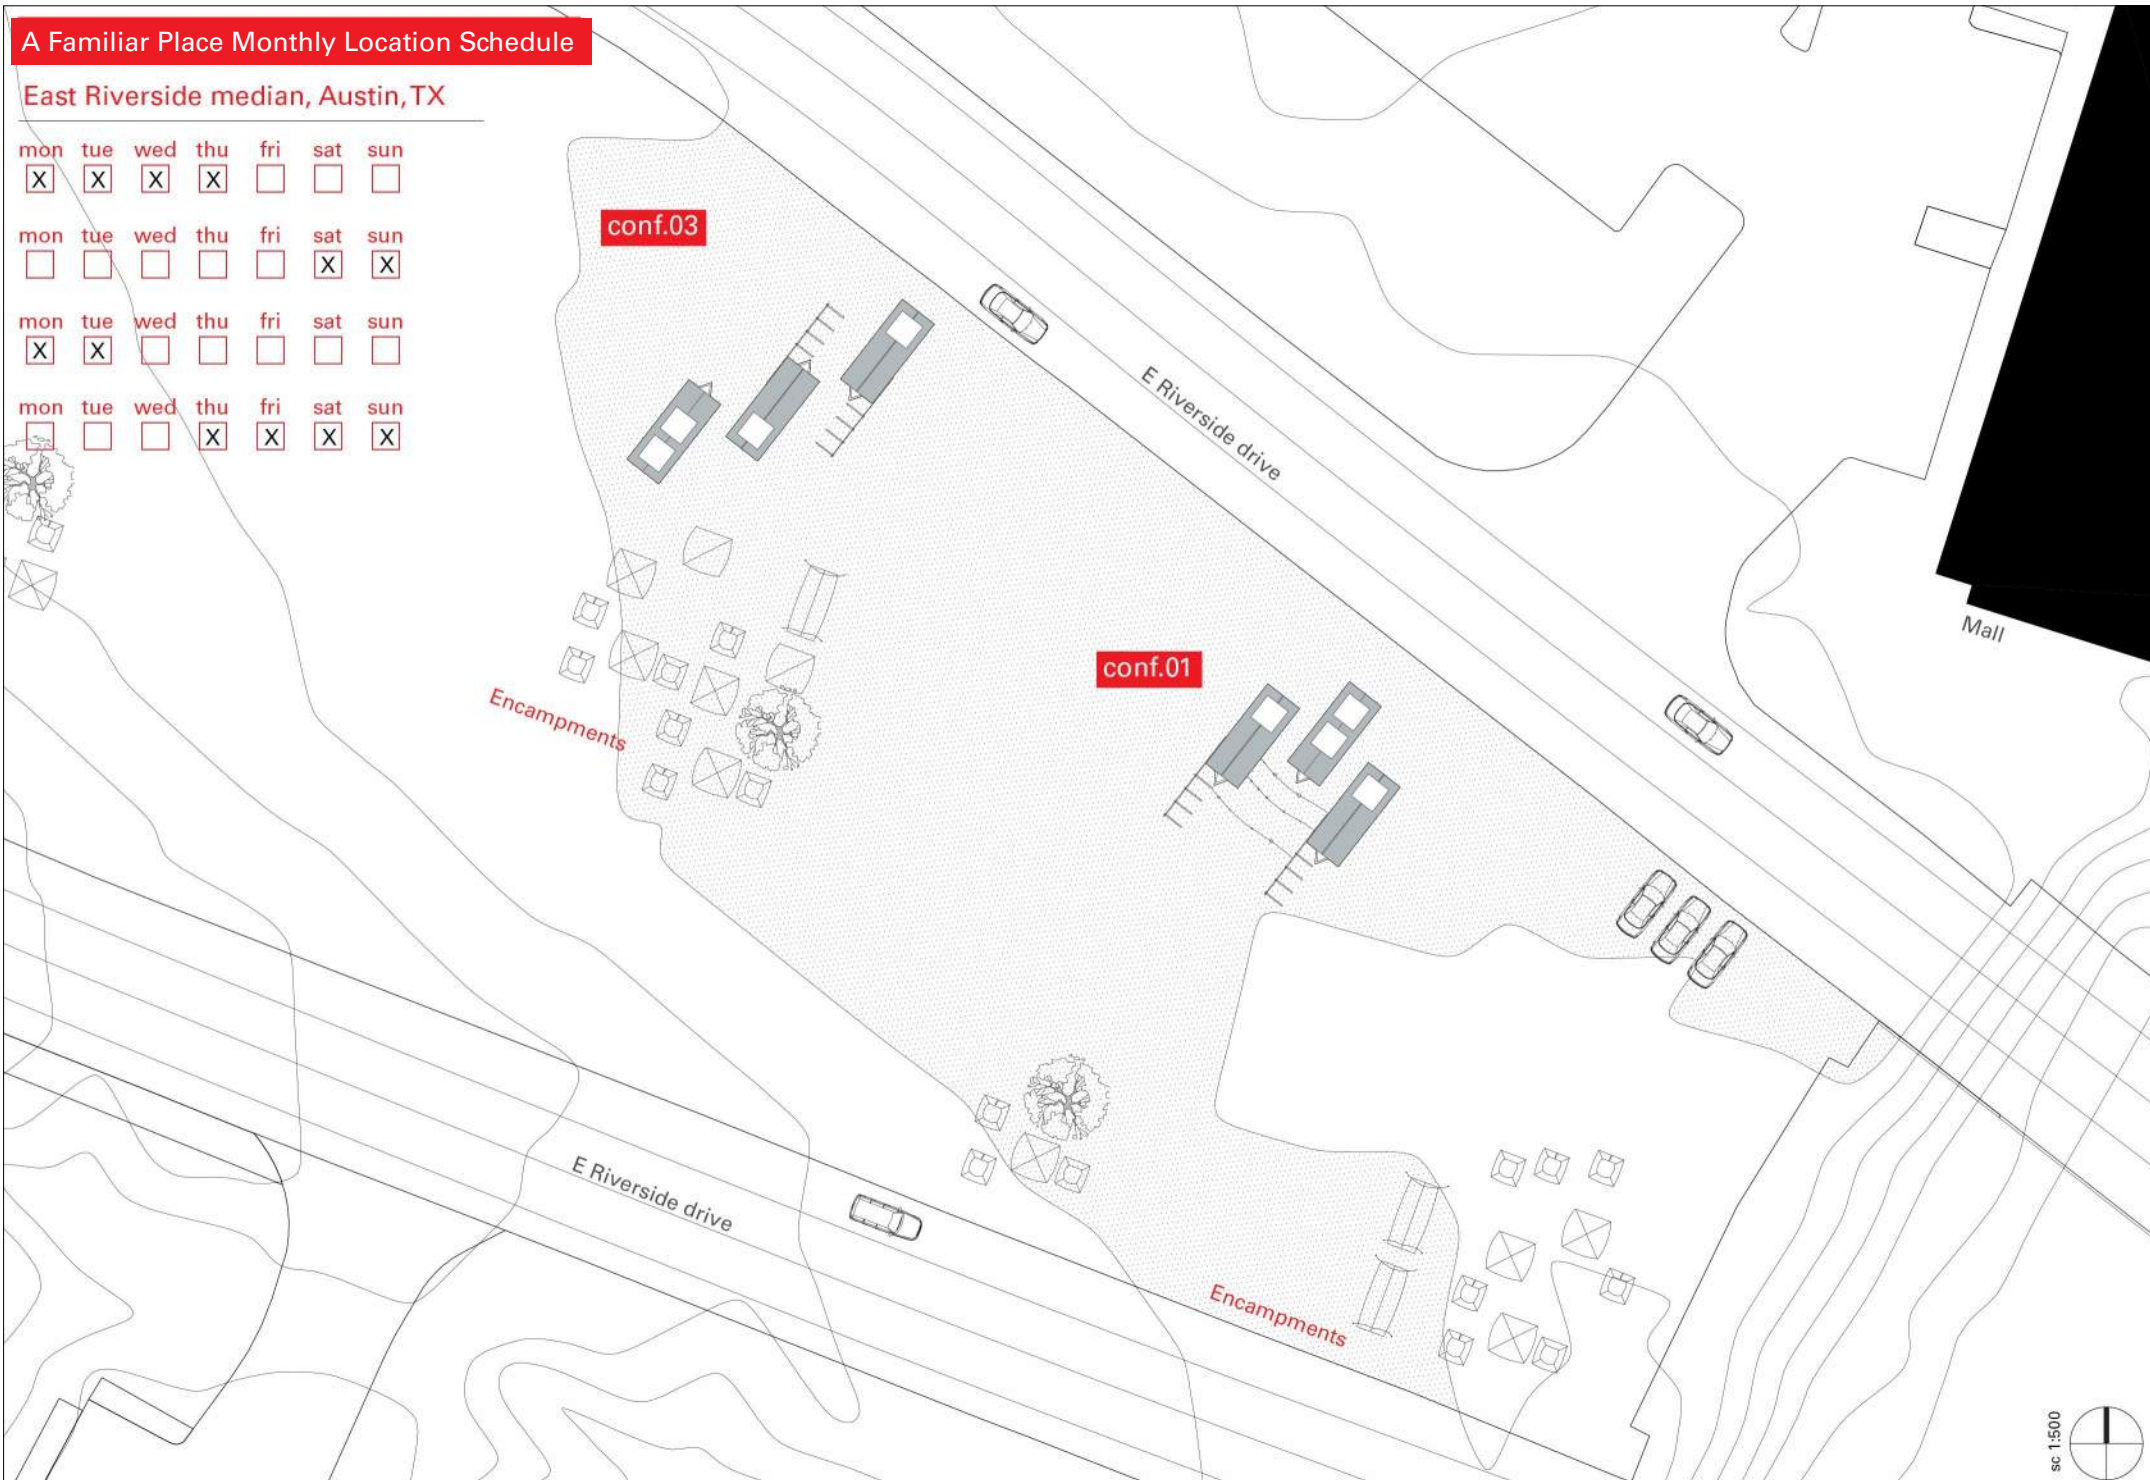 A Familiar Place Monthly Location Schedule
East Riverside median, Austin, TX
mon tue wed thu fri sat sun
X X X X
mon tue wed thu fri sat sun
X X
mon tue wed thu fri sat sun
X X
mon tue wed thu fri sat sun
X X X X
conf.03
E Riverside drive
conf.01
Mall
Encampments
E Riverside drive
Encampments
sc 1:500